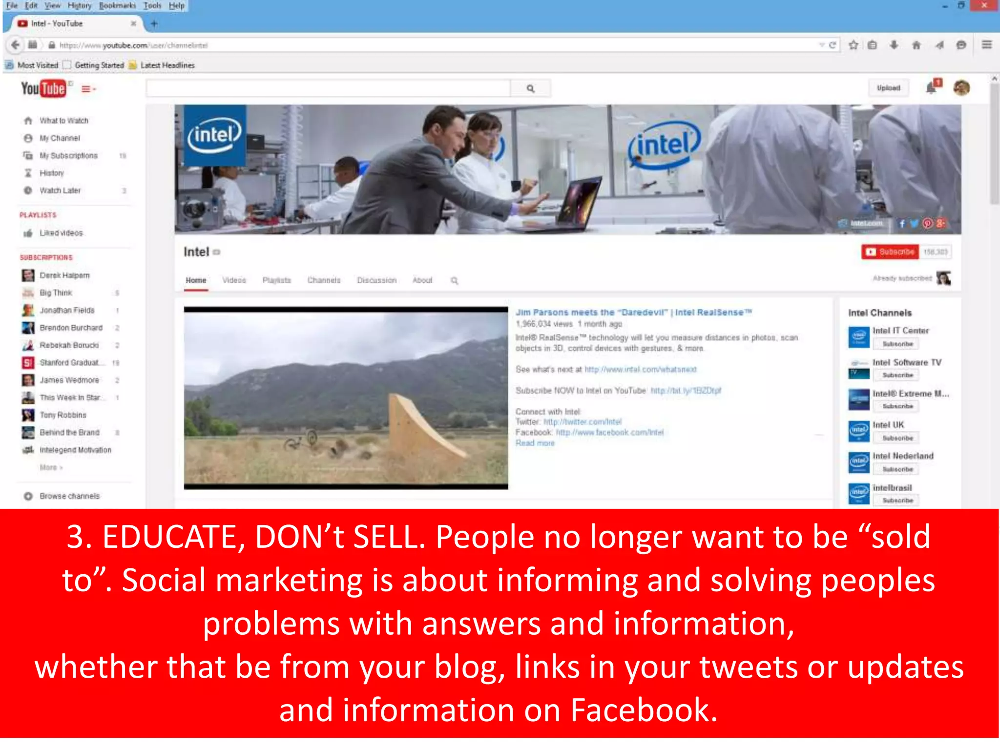 File Edit View History Bookmarks Tools Help
Intel - YouTube
https://www.youtube.com/user/channelintel
Most Visited Getting Started Latest Headlines
YouTube
Upload
1
What to Watch
My Channel
My Subscriptions
History
Watch Later 3
PLAYLISTS
Liked videos
SUBSCRIPTIONS
Derek Halpern
Big Think 5
Jonathan Fields 1
Brendon Burchard 2
Rebekah Borucki 2
Stanford Graduat... 19
James Wedmore 2
This Week In Star... 1
Tony Robbins
Behind the Brand 8
Intelegend Motivation
More »
Browse channels
intel
intel
intel.com
Intel
Subscribe
Home Videos Playlists Channels Discussion About
Already subscribed
Jim Parsons meets the “Daredevil” | Intel RealSense™
1,966,034 views 1 month ago
Intel® RealSense™ technology will let you measure distances in photos, scan
objects in 3D, control devices with gestures, & more.
See what's next at http://www.intel.com/whatsnext
Subscribe NOW to Intel on YouTube:
Connect with Intel:
Twitter: http://twitter.com/Intel
Facebook: http://www.facebook.com/Intel
Read more
Intel Channels
Intel IT Center
Subscribe
Intel Software TV
Subscribe
Intel® Extreme M...
Subscribe
Intel UK
Subscribe
Intel Nederland
Subscribe
intelbrasil
Subscribe
3. EDUCATE, DON’t SELL. People no longer want to be “sold
to”. Social marketing is about informing and solving peoples
problems with answers and information,
whether that be from your blog, links in your tweets or updates
and information on Facebook.